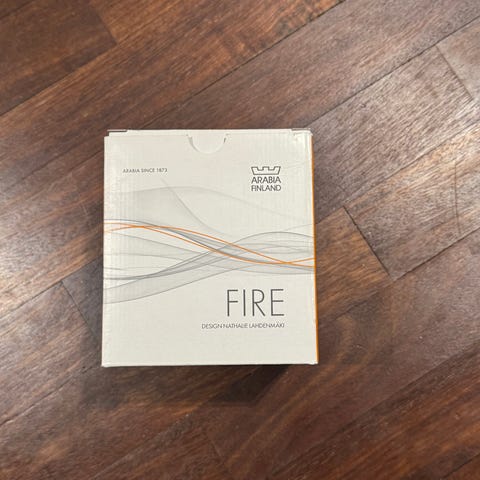 ARABIA SINCE 1873
ARABIA
FINLAND
FIRE
DESIGN NATHALIE LAHDENMÄKI